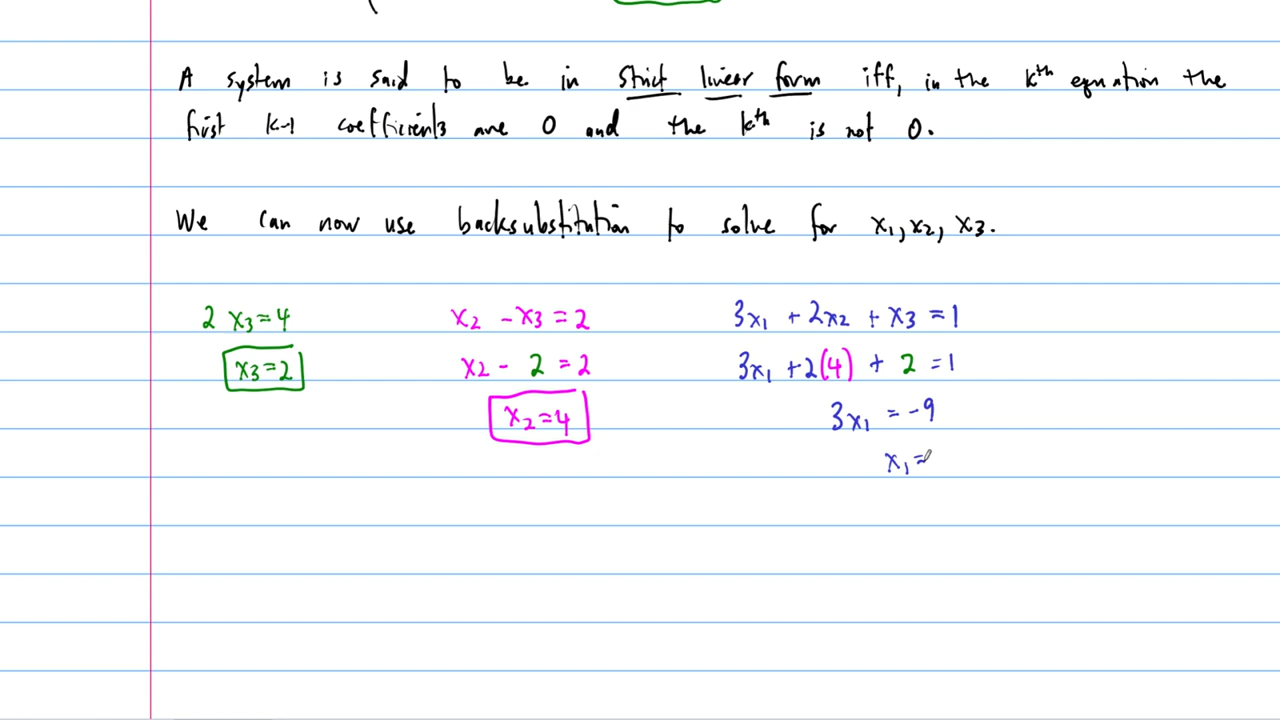 A system is said to be in strict linear form iff, in the kth equation the
first k-1 coefficients are 0 and the kth is not 0.
We can now use backsubstitution to solve for x₁, x₂, x₃.
2x₃ = 4
x₃ = 2
x₂ - x₃ = 2
x₂ - 2 = 2
x₂ = 4
3x₁ + 2x₂ + x₃ = 1
3x₁ + 2(4) + 2 = 1
3x₁ = -9
x₁ =